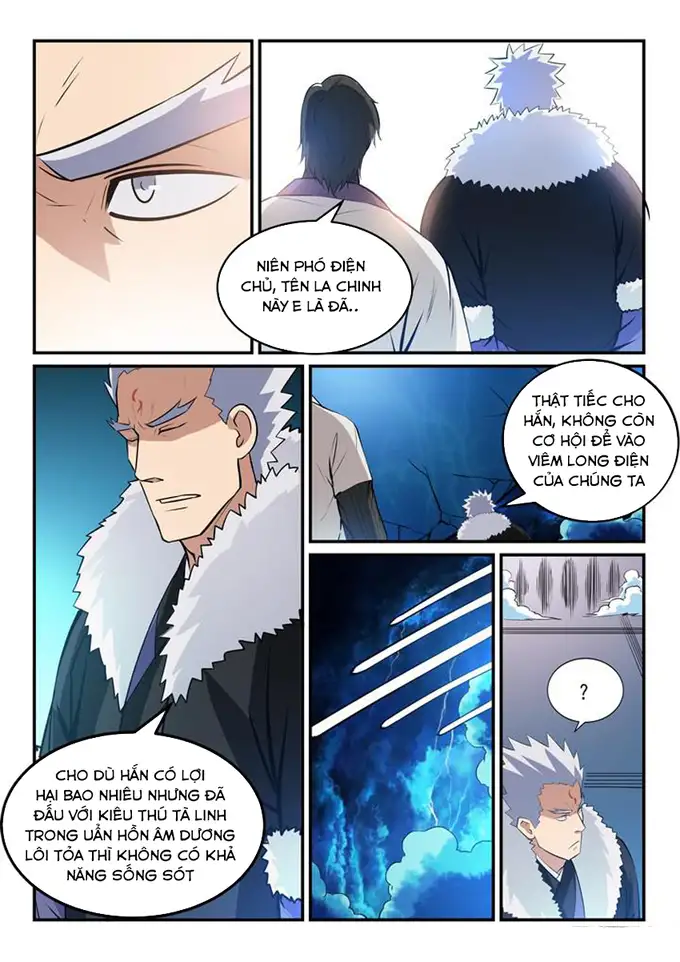 NIÊN PHÓ ĐIỆN
CHỦ, TÊN LA CHINH
NÀY E LÀ ĐÃ..
THẬT TIẾC CHO
HẮN, KHÔNG CÒN
CƠ HỘI ĐỂ VÀO
VIÊM LONG ĐIỆN
CỦA CHÚNG TA
CHO DÙ HẮN CÓ LỢI
HẠI BAO NHIÊU NHƯNG ĐÃ
ĐẤU VỚI KIÊU THÚ TÀ LINH
TRONG UẨN HỒN ÂM DƯƠNG
LÔI TỎA THÌ KHÔNG CÓ KHẢ
NĂNG SỐNG SÓT
?